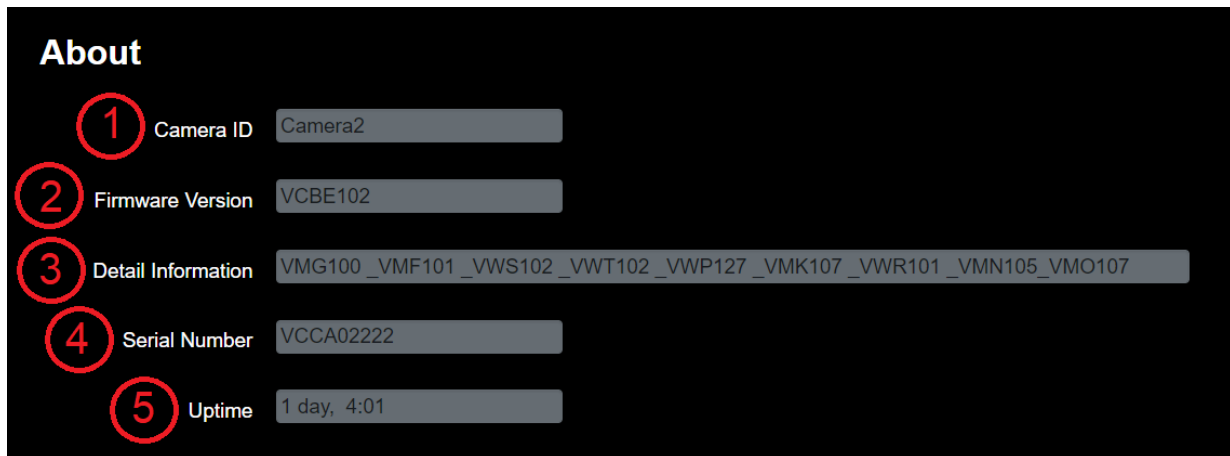 About
1 Camera ID Camera2
2 Firmware Version VCBE102
3 Detail Information VMG100 _VMF101 _VWS102 _VWT102 _VWP127 _VMK107 _VWR101 _VMN105_VMO107
4 Serial Number VCCA02222
5 Uptime 1 day, 4:01